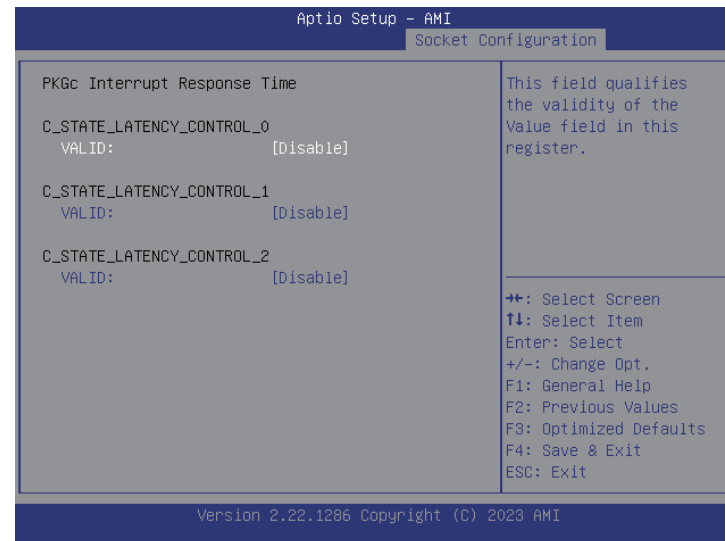 Aptio Setup – AMI
Socket Configuration
PKGc Interrupt Response Time
C_STATE_LATENCY_CONTROL_0
VALID: [Disable]
C_STATE_LATENCY_CONTROL_1
VALID: [Disable]
C_STATE_LATENCY_CONTROL_2
VALID: [Disable]
This field qualifies
the validity of the
Value field in this
register.
→←: Select Screen
↑↓: Select Item
Enter: Select
+/-: Change Opt.
F1: General Help
F2: Previous Values
F3: Optimized Defaults
F4: Save & Exit
ESC: Exit
Version 2.22.1286 Copyright (C) 2023 AMI